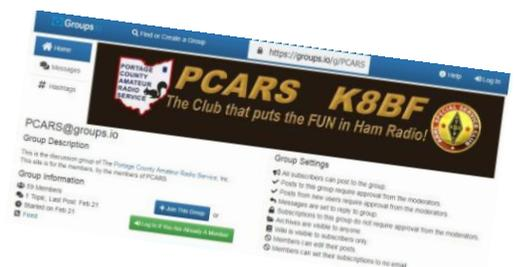 Groups
Find or Create a Group
https://groups.io/g/PCARS
Help
Log In
Home
Messages
Hashtags
PORTAGE
COUNTY
AMATEUR
RADIO
SERVICE
PCARS K8BF
The Club that puts the FUN in Ham Radio!
PCARS@groups.io
Group Description
This is the discussion group of The Portage County Amateur Radio Service, Inc.
This site is for the members, by the members of PCARS
Group Information
59 Members
1 Topic, Last Post: Feb 21
Started on Feb 21
Feed
+ Join This Group
or
Log In If You Are Already A Member
Group Settings
All subscribers can post to the group.
Posts to this group require approval from the moderators.
Posts from new users require approval from the moderators.
Messages are set to reply to group.
Subscriptions to this group do not require approval from the moderators.
Archives are visible to anyone.
Wiki is visible to subscribers only.
Members can edit their posts.
Members can set their subscriptions to no email.